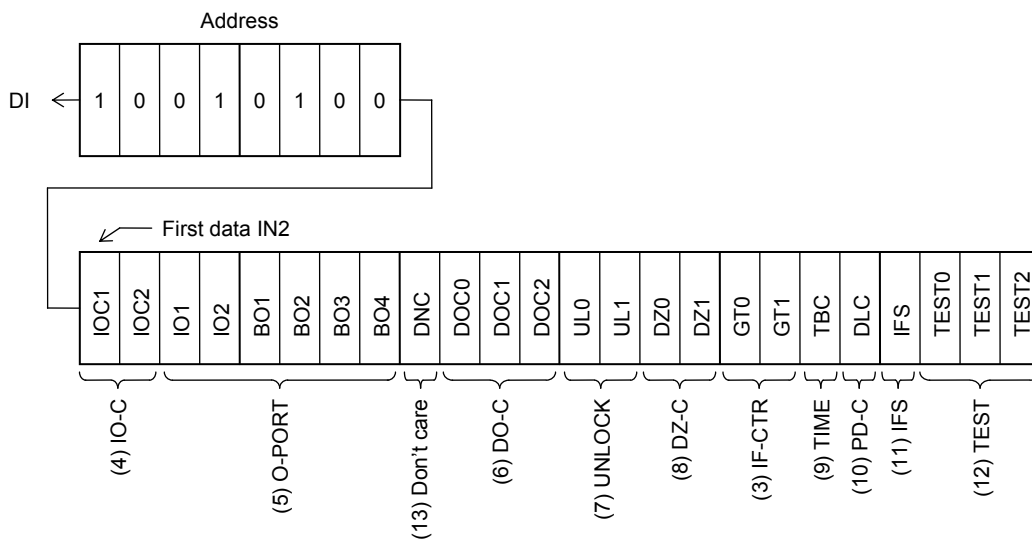 Address
DI 1 0 0 1 0 1 0 0
First data IN2
IOC1 IOC2 IO1 IO2 BO1 BO2 BO3 BO4 DNC DOC0 DOC1 DOC2 UL0 UL1 DZ0 DZ1 GT0 GT1 TBC DLC IFS TEST0 TEST1 TEST2
(4) IO-C
(5) O-PORT
(13) Don't care
(6) DO-C
(7) UNLOCK
(8) DZ-C
(3) IF-CTR
(9) TIME
(10) PD-C
(11) IFS
(12) TEST